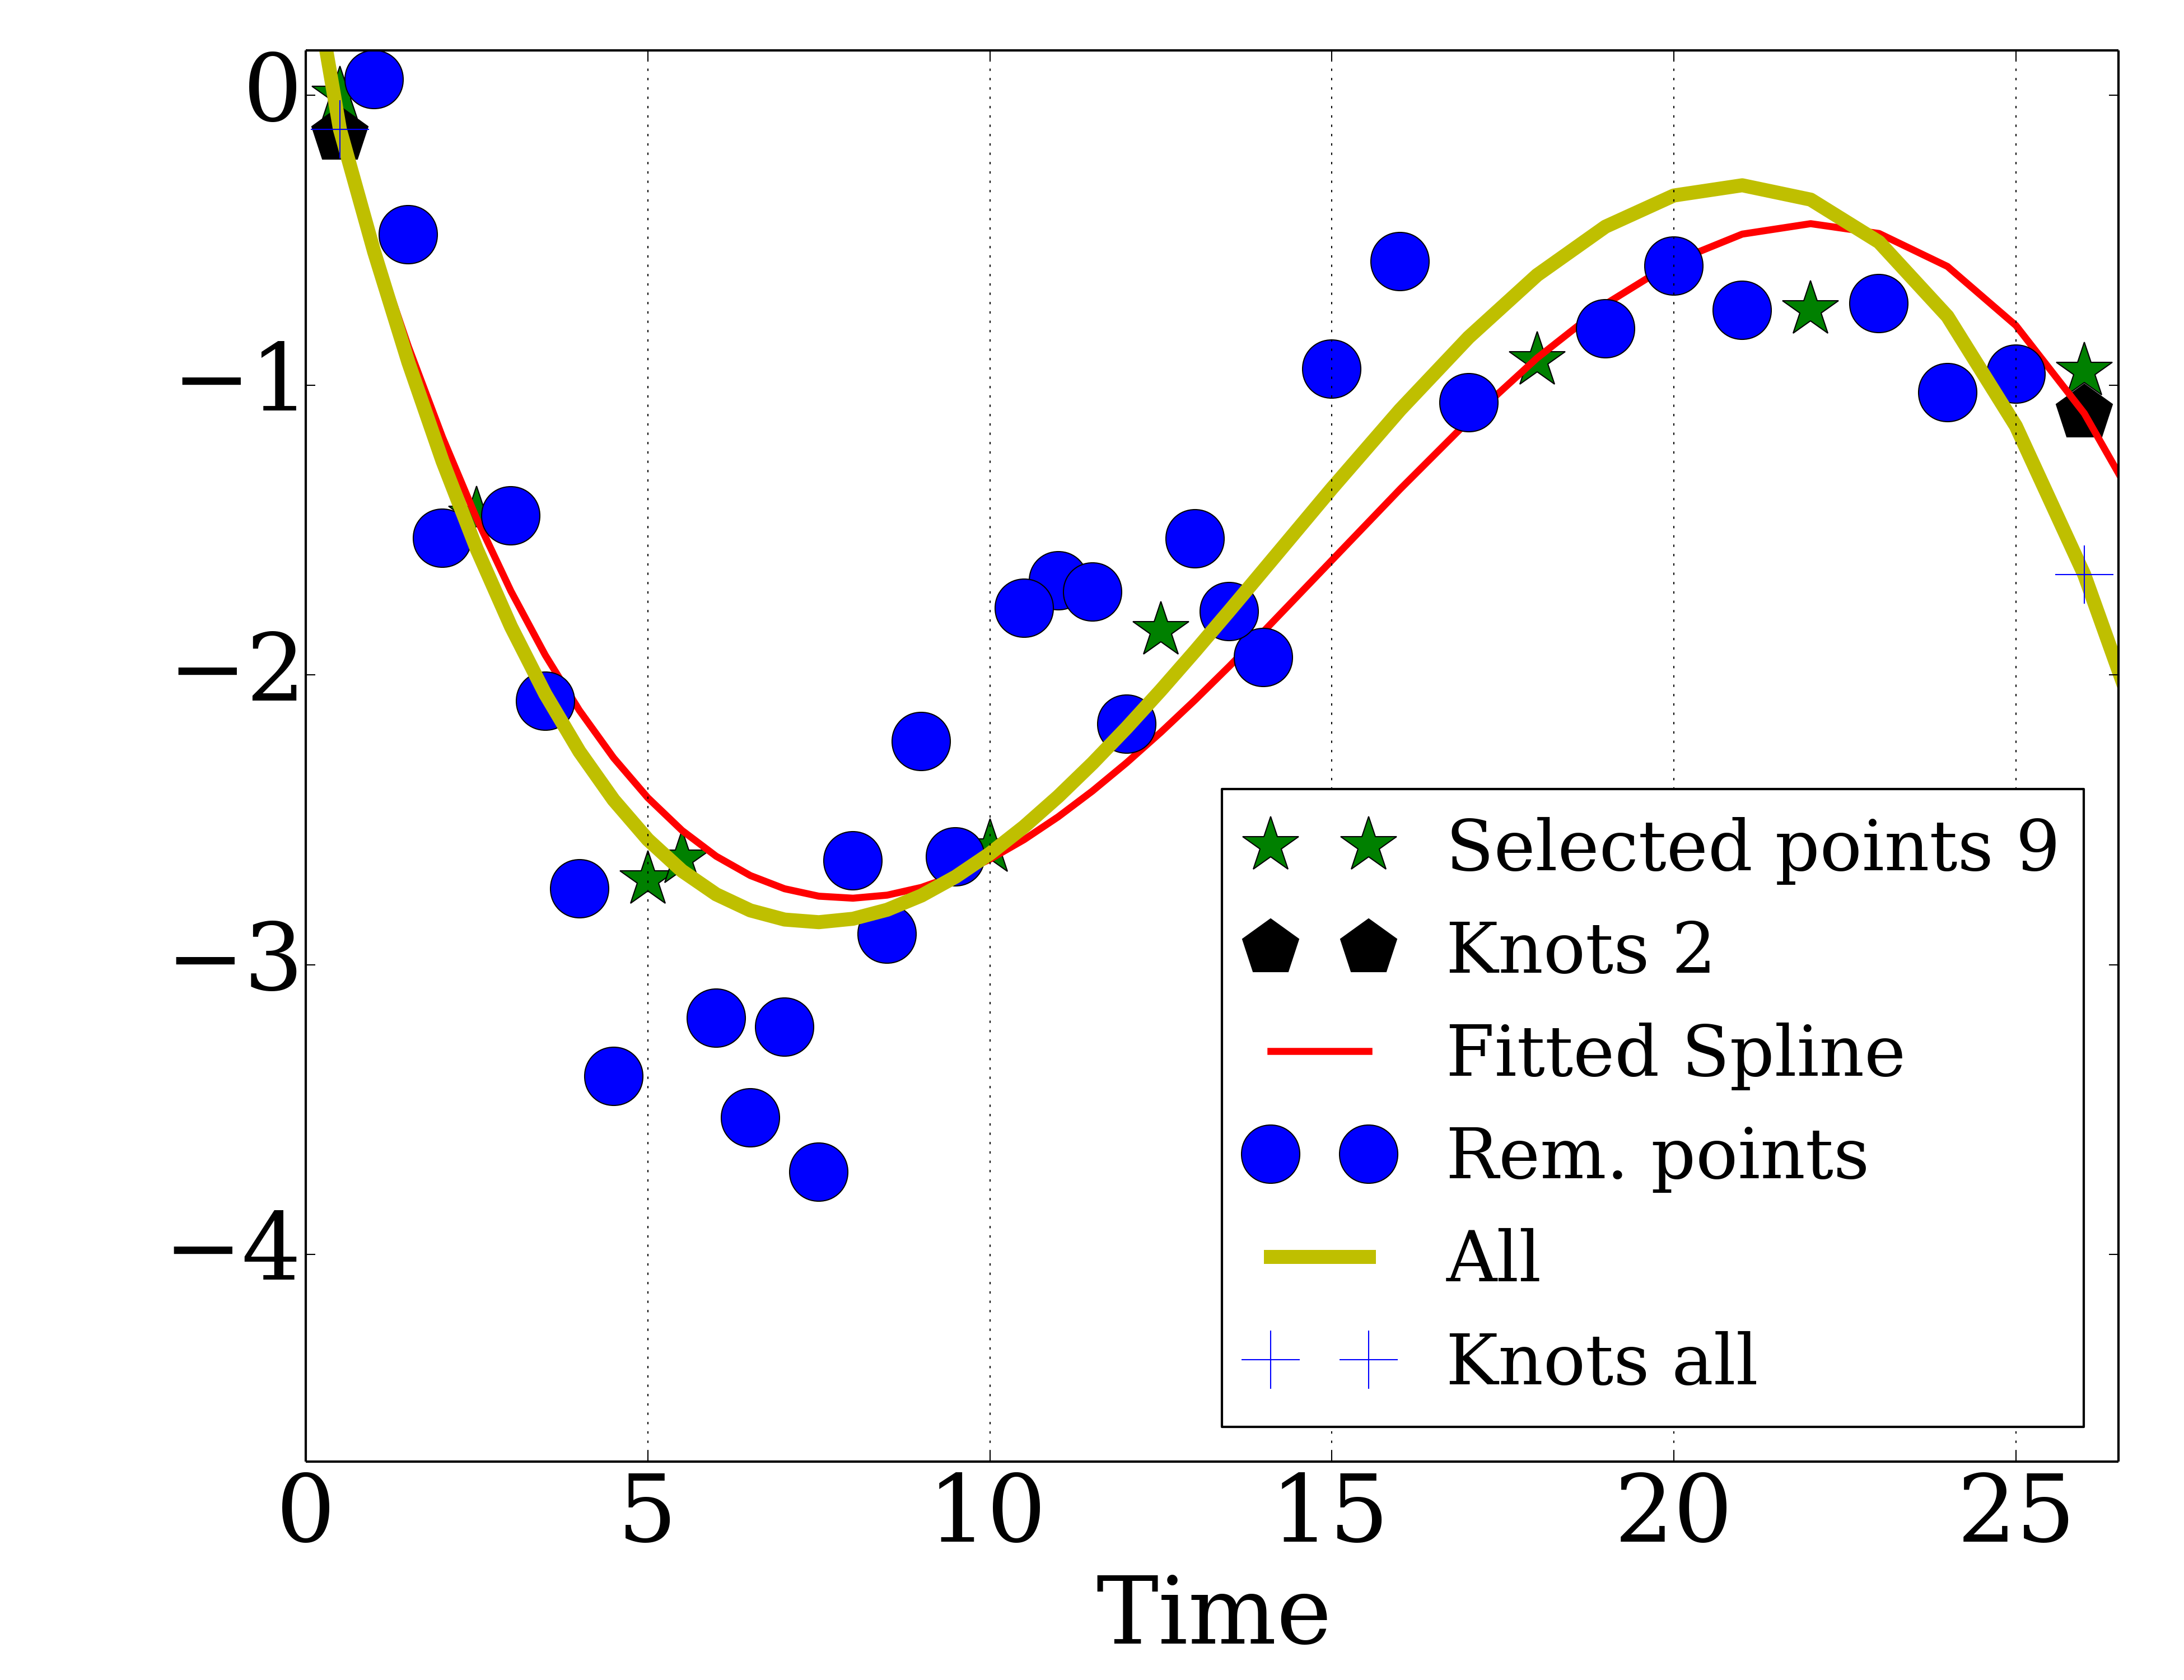 0
−1
−2
−3
−4
Selected points 9
Knots 2
Fitted Spline
Rem. points
All
Knots all
0 5 10 15 20 25
Time